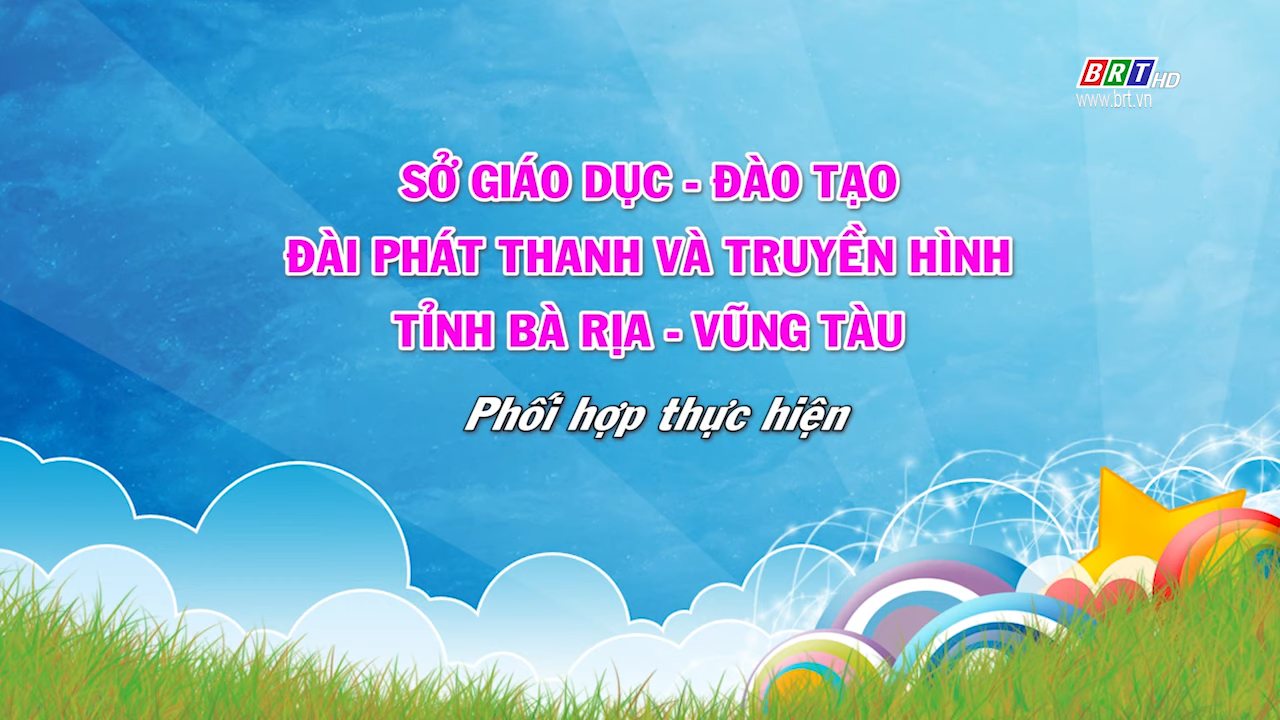 BRT HD
www.brt.vn
SỞ GIÁO DỤC - ĐÀO TẠO
ĐÀI PHÁT THANH VÀ TRUYỀN HÌNH
TỈNH BÀ RỊA - VŨNG TÀU
Phối hợp thực hiện